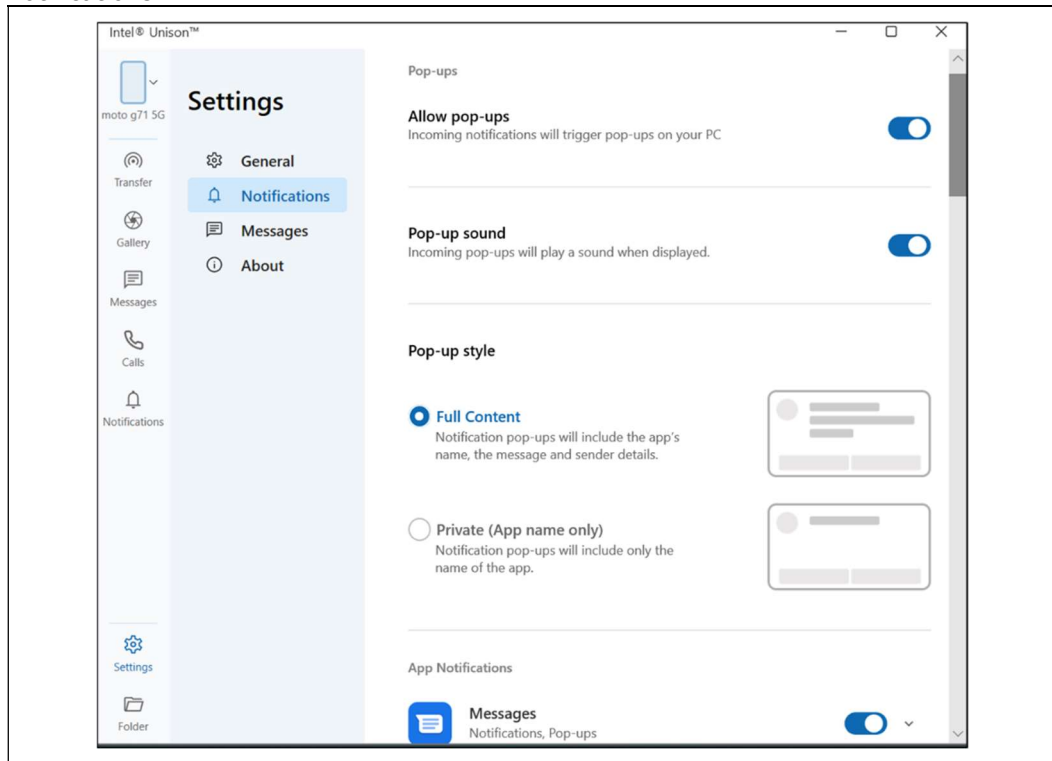 Intel® Unison™
moto g71 5G
Transfer
Gallery
Messages
Calls
Notifications
Settings
Folder
Settings
General
Notifications
Messages
About
Pop-ups
Allow pop-ups
Incoming notifications will trigger pop-ups on your PC
Pop-up sound
Incoming pop-ups will play a sound when displayed.
Pop-up style
Full Content
Notification pop-ups will include the app's
name, the message and sender details.
Private (App name only)
Notification pop-ups will include only the
name of the app.
App Notifications
Messages
Notifications, Pop-ups